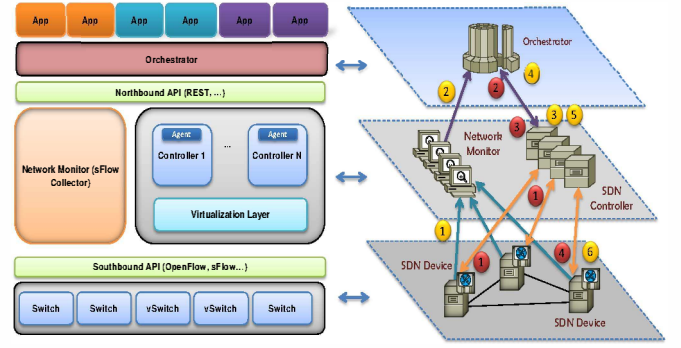 App App App App App App
Orchestrator
Northbound API (REST, ...}
Network Monitor (sFlow
Collector}
Agent
Controller 1
...
Agent
Controller N
Virtualization Layer
Southbound API (OpenFlow, sFlow...}
Switch Switch vSwitch vSwitch Switch
Orchestrator
2
2
4
3
3
5
Network
Monitor
SDN
Controller
1
1
1
4
6
SDN Device
SDN Device